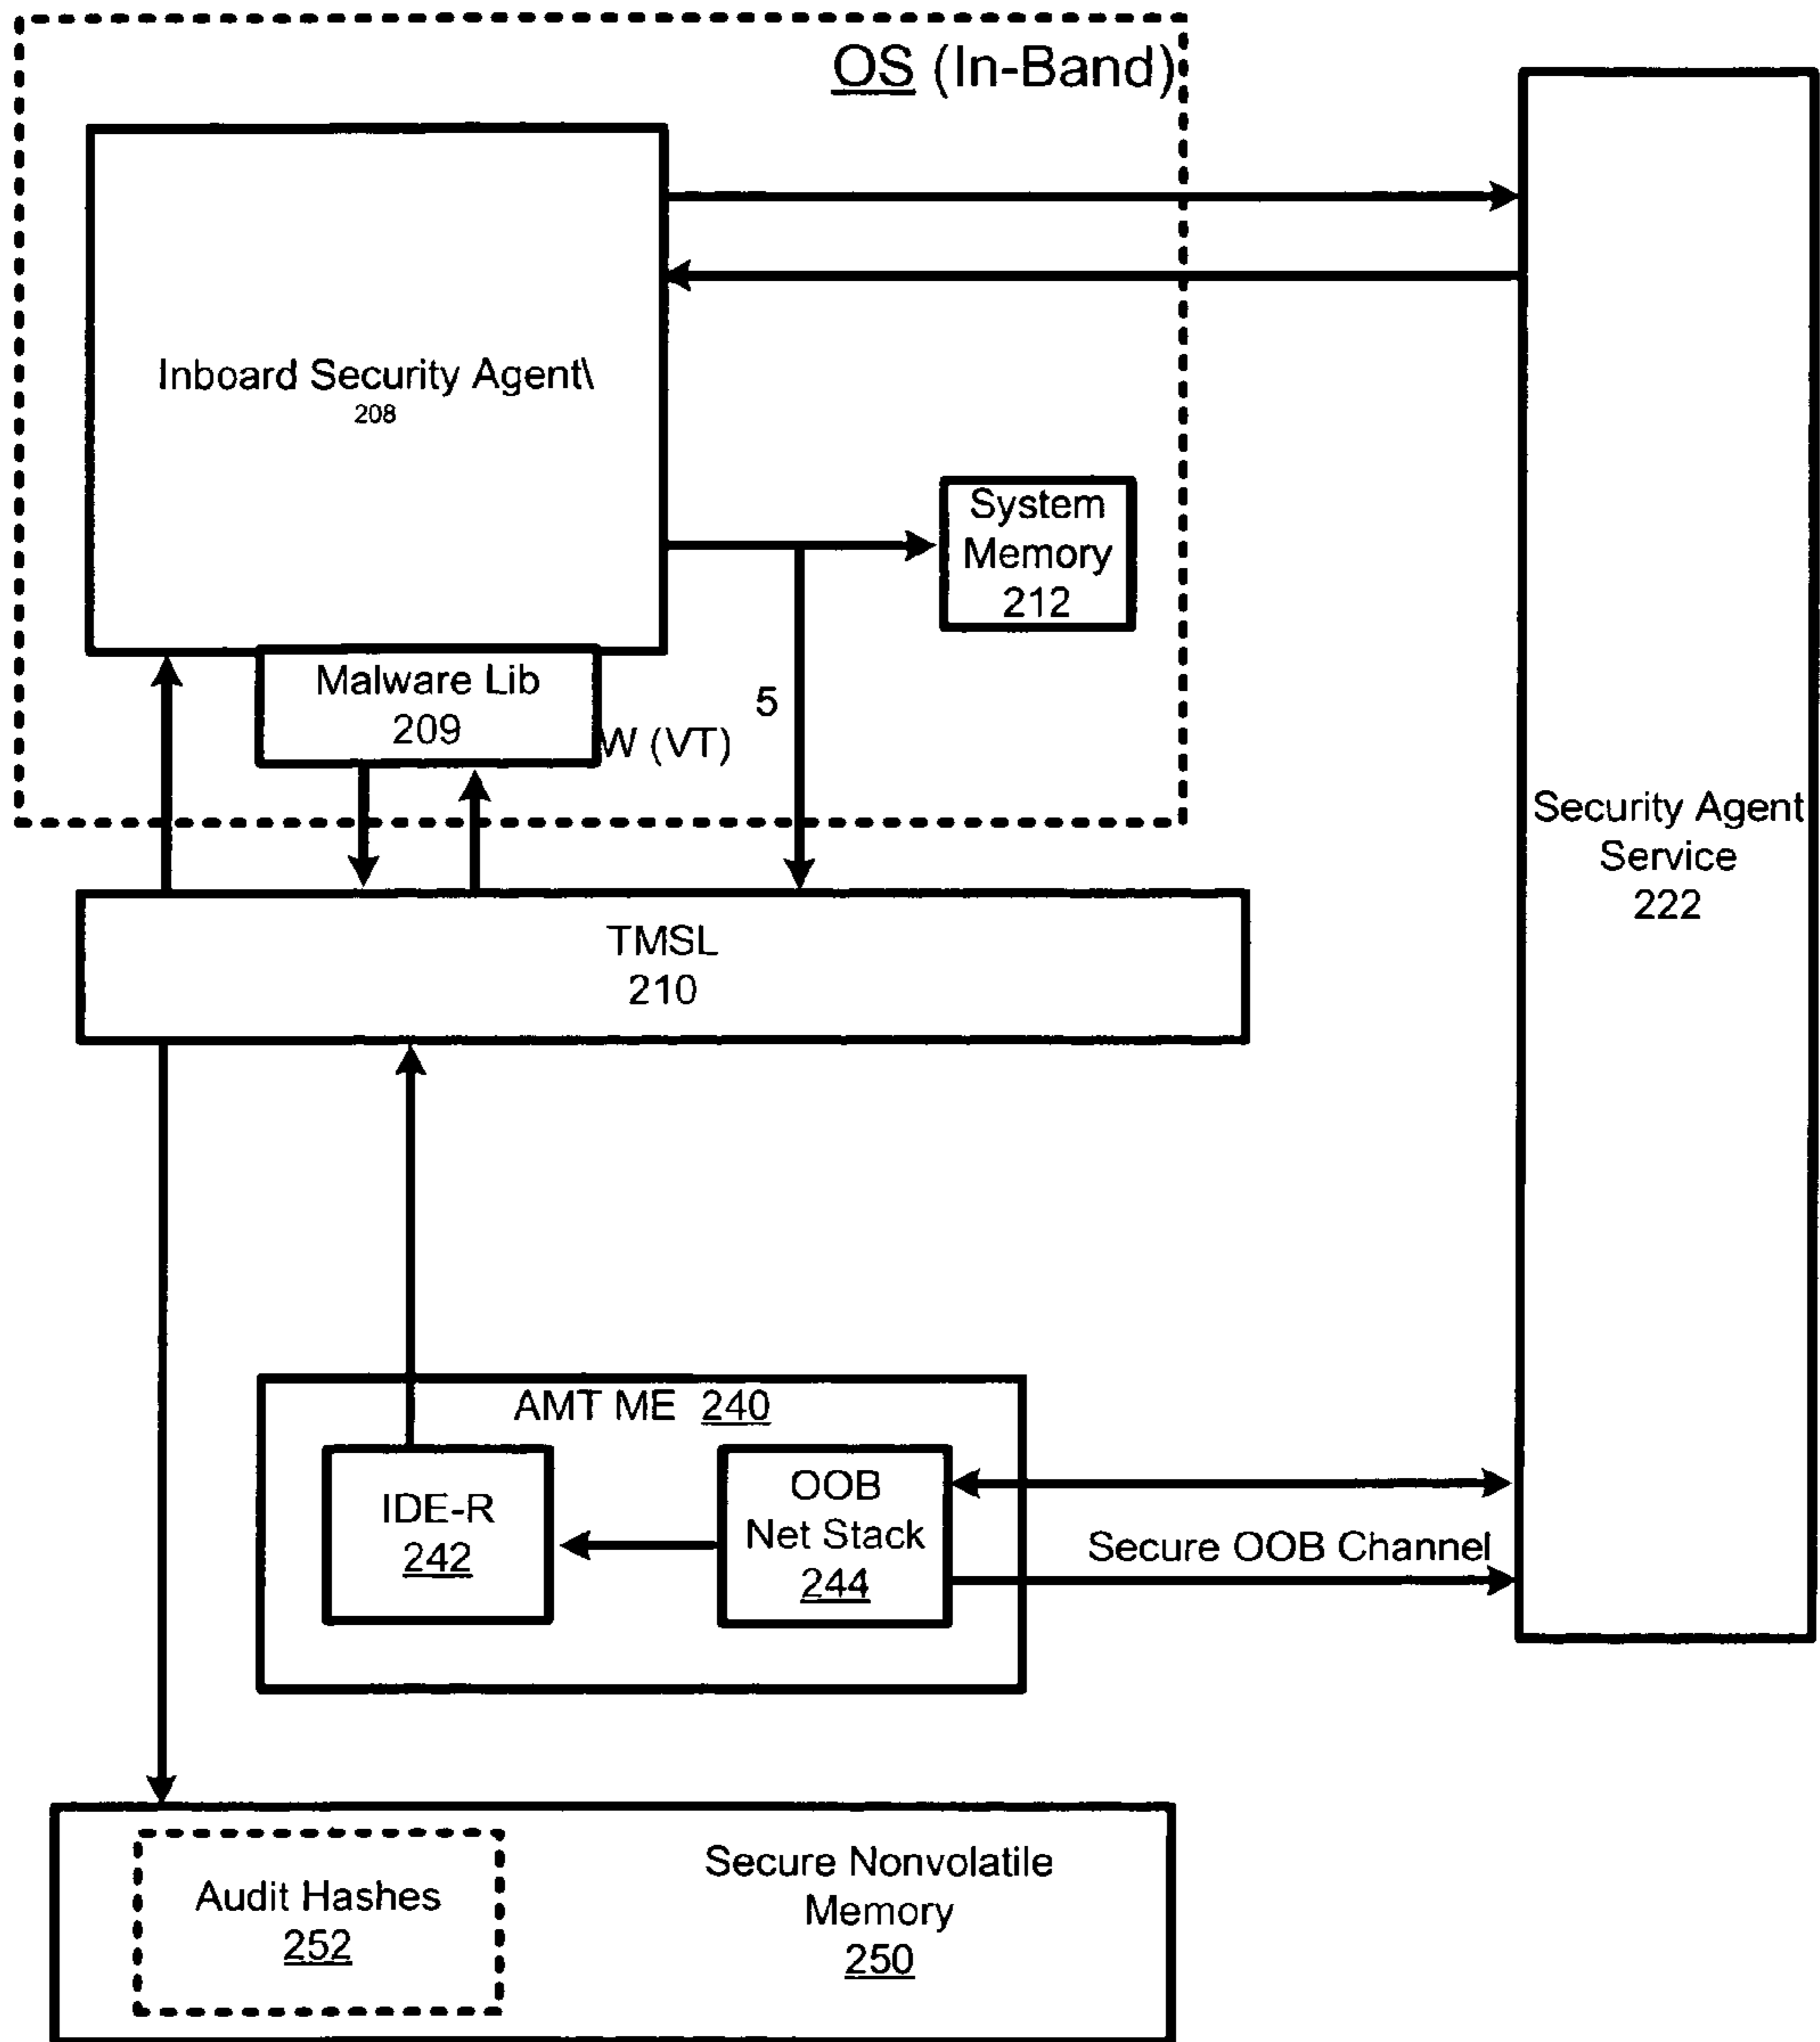 OS (In-Band)
Inboard Security Agent\
208
System
Memory
212
Malware Lib
209
W (VT)
5
Security Agent
Service
222
TMSL
210
AMT ME 240
IDE-R
242
OOB
Net Stack
244
Secure OOB Channel
Audit Hashes
252
Secure Nonvolatile
Memory
250